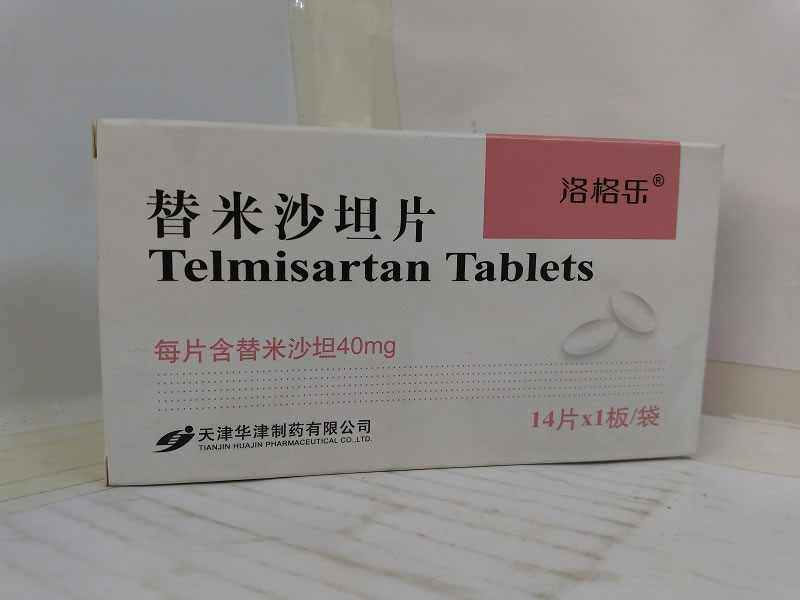 洛格乐®
替米沙坦片
Telmisartan Tablets
每片含替米沙坦40mg
14片x1板/袋
天津华津制药有限公司
TIANJIN HUAJIN PHARMACEUTICAL CO.,LTD.